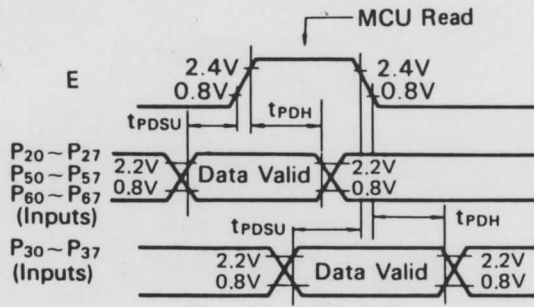 MCU Read
E
2.4V
2.4V
0.8V
0.8V
tPDSU
tPDH
P20~P27
P50~P57
P60~P67
(Inputs)
2.2V
0.8V
Data Valid
2.2V
0.8V
tPDSU
tPDH
P30~P37
(Inputs)
2.2V
0.8V
Data Valid
2.2V
0.8V